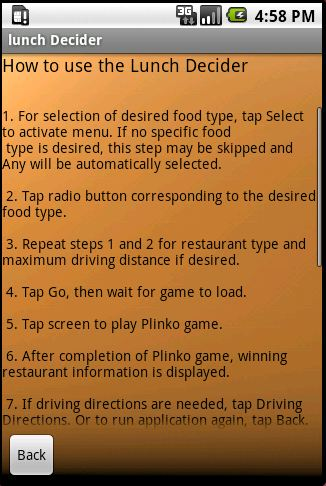 3G
4:58 PM
lunch Decider
How to use the Lunch Decider
1. For selection of desired food type, tap Select
to activate menu. If no specific food
type is desired, this step may be skipped and
Any will be automatically selected.
2. Tap radio button corresponding to the desired
food type.
3. Repeat steps 1 and 2 for restaurant type and
maximum driving distance if desired.
4. Tap Go, then wait for game to load.
5. Tap screen to play Plinko game.
6. After completion of Plinko game, winning
restaurant information is displayed.
7. If driving directions are needed, tap Driving
Directions. Or to run application again, tap Back.
Back